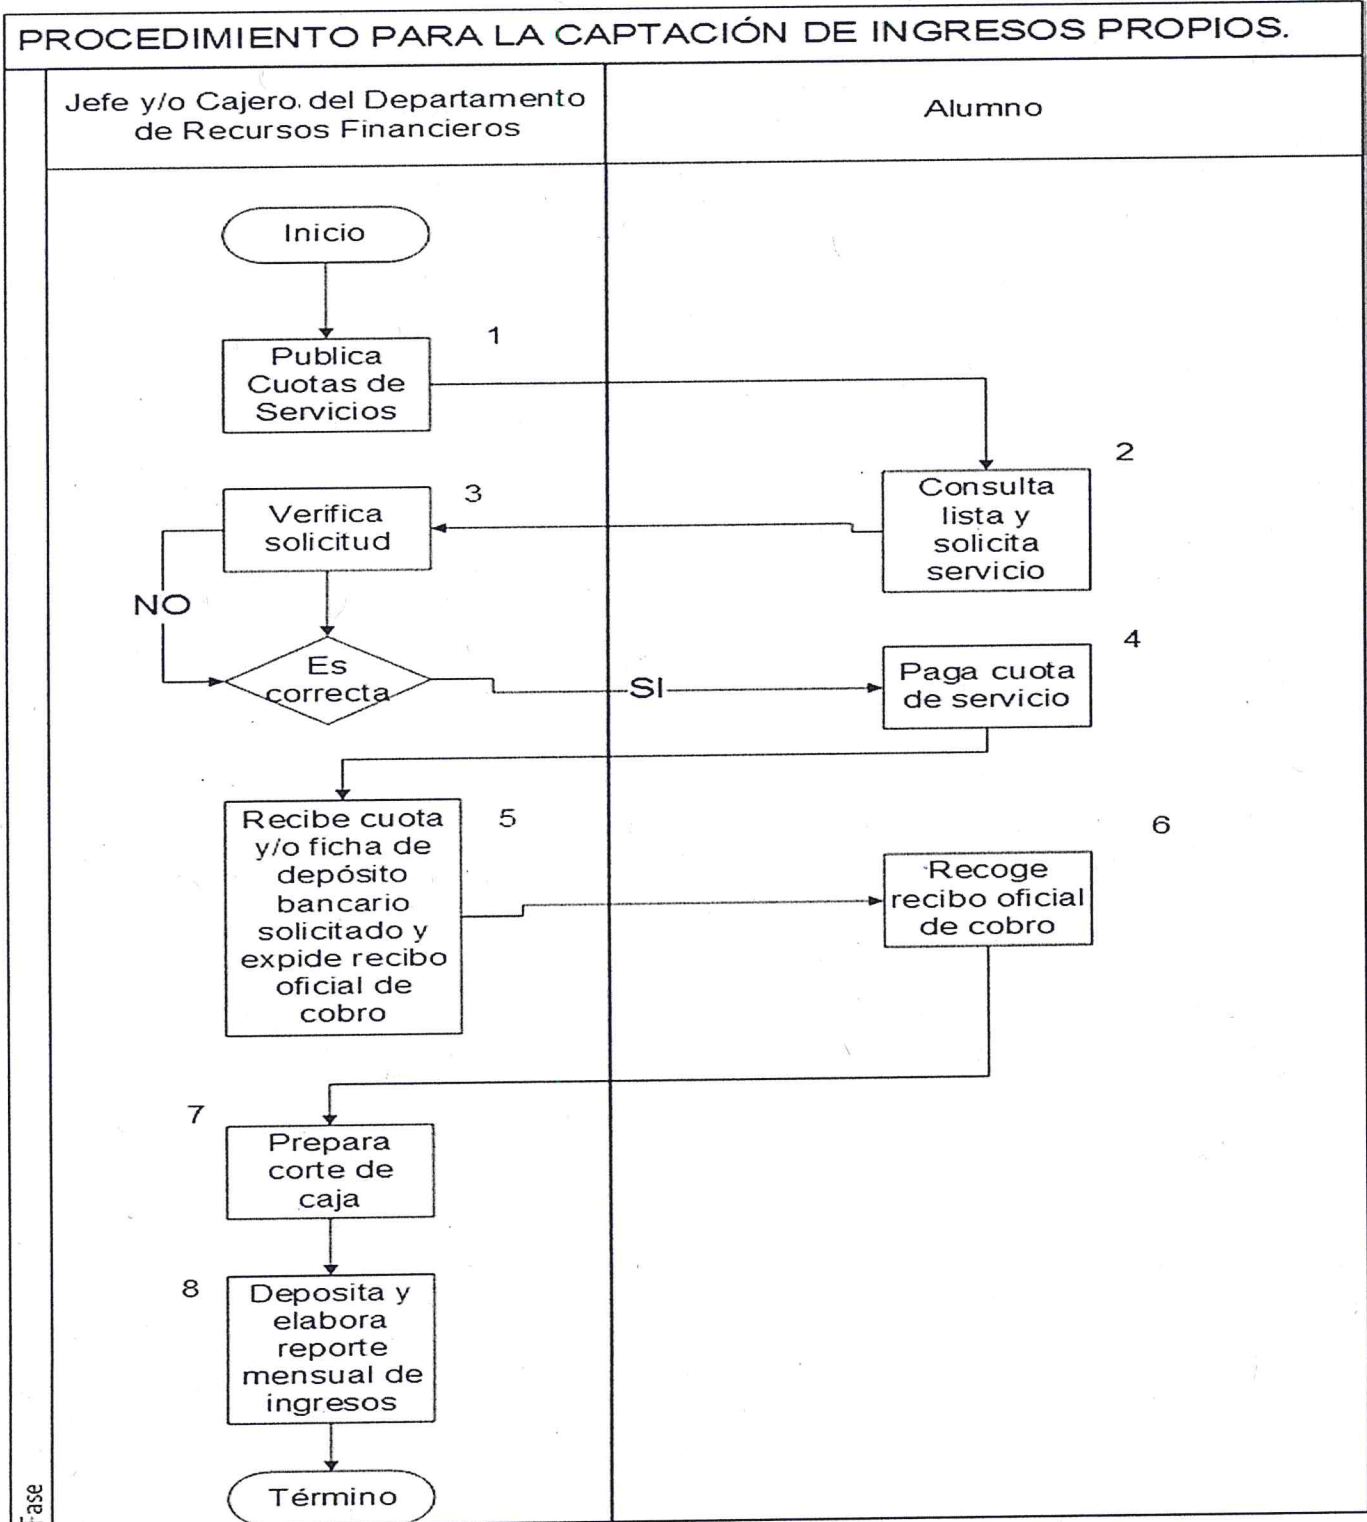 PROCEDIMIENTO PARA LA CAPTACIÓN DE INGRESOS PROPIOS.
Jefe y/o Cajero del Departamento
de Recursos Financieros
Alumno
Inicio
1
Publica
Cuotas de
Servicios
2
Consulta
lista y
solicita
servicio
3
Verifica
solicitud
NO
Es
correcta
SI
4
Paga cuota
de servicio
5
Recibe cuota
y/o ficha de
depósito
bancario
solicitado y
expide recibo
oficial de
cobro
6
Recoge
recibo oficial
de cobro
7
Prepara
corte de
caja
8
Deposita y
elabora
reporte
mensual de
ingresos
Término
Fase